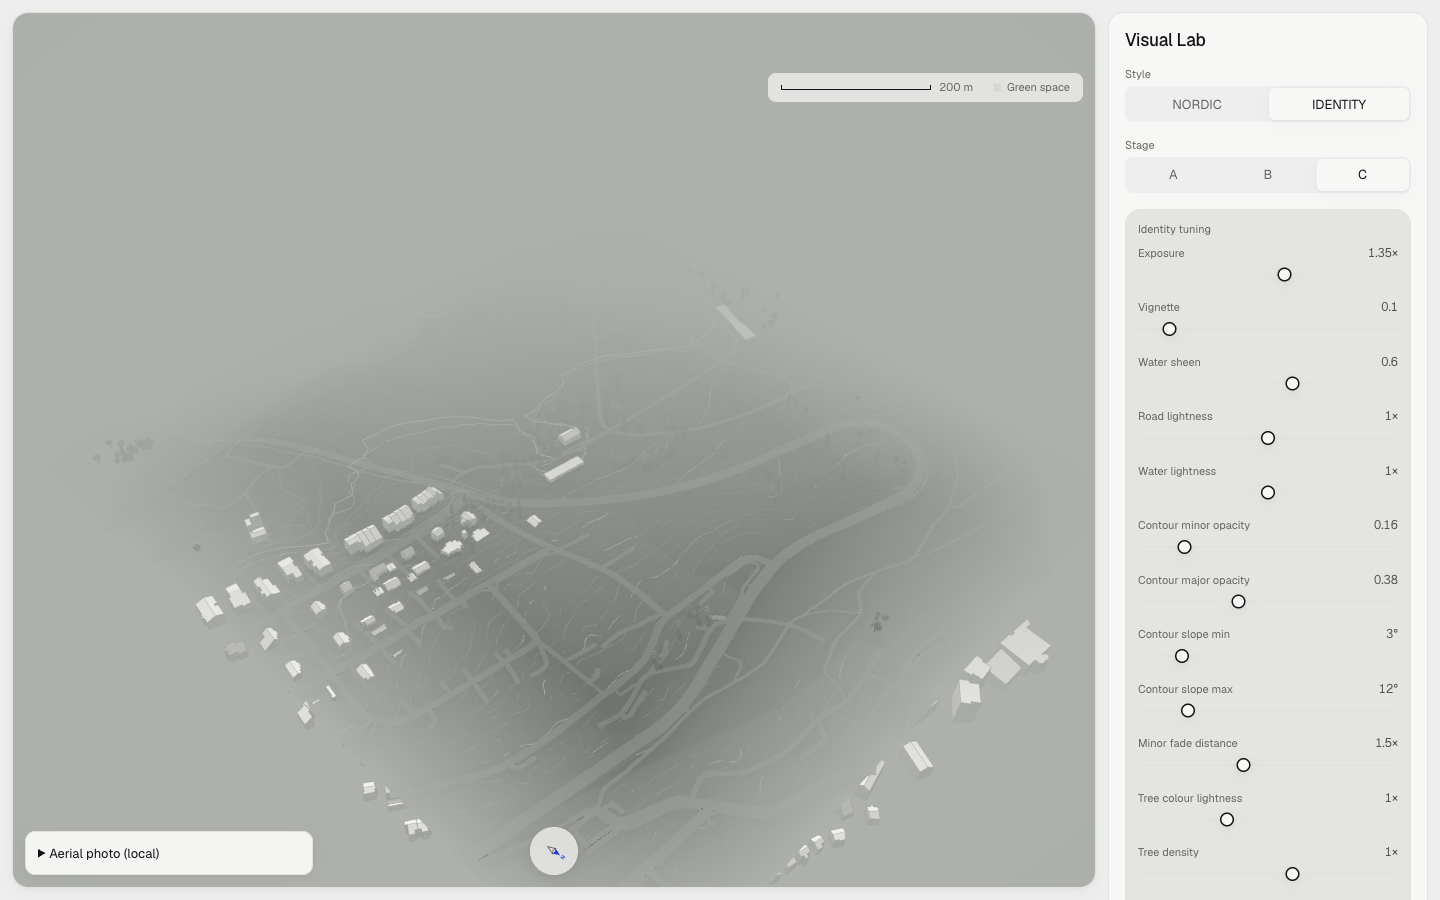 Visual Lab
Style
NORDIC
IDENTITY
Stage
A
B
C
Identity tuning
Exposure
1.35×
Vignette
0.1
Water sheen
0.6
Road lightness
1×
Water lightness
1×
Contour minor opacity
0.16
Contour major opacity
0.38
Contour slope min
3°
Contour slope max
12°
Minor fade distance
1.5×
Tree colour lightness
1×
Tree density
1×
200 m
Green space
Aerial photo (local)